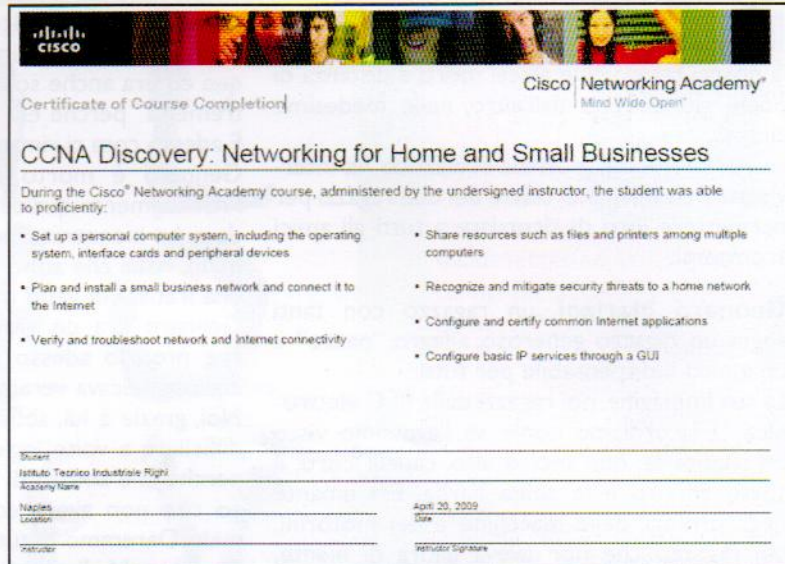 CISCO
Cisco | Networking Academy®
Mind Wide Open™
Certificate of Course Completion
CCNA Discovery: Networking for Home and Small Businesses
During the Cisco® Networking Academy course, administered by the undersigned instructor, the student was able
to proficiently:
• Set up a personal computer system, including the operating
system, interface cards and peripheral devices
• Plan and install a small business network and connect it to
the Internet
• Verify and troubleshoot network and Internet connectivity
• Share resources such as files and printers among multiple
computers
• Recognize and mitigate security threats to a home network
• Configure and certify common Internet applications
• Configure basic IP services through a GUI
Student
Istituto Tecnico Industriale Righi
Academy Name
Naples
Location
April 20, 2009
Date
Instructor
Instructor Signature